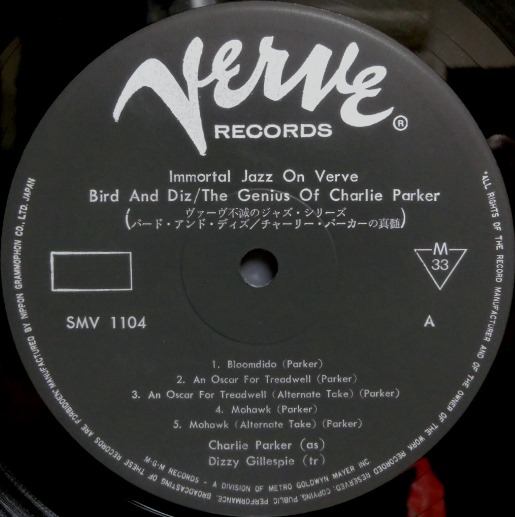 Verve
RECORDS ®
Immortal Jazz On Verve
Bird And Diz/The Genius Of Charlie Parker
(ヴァーヴ不滅のジャズ・シリーズ
バード・アンド・ディズ/チャーリー・パーカーの真髄)
M
33
SMV 1104
A
1. Bloomdido (Parker)
2. An Oscar For Treadwell (Parker)
3. An Oscar For Treadwell (Alternate Take) (Parker)
4. Mohawk (Parker)
5. Mohawk (Alternate Take) (Parker)
Charlie Parker (as)
Dizzy Gillespie (tr)
"ALL RIGHTS OF THE RECORD MANUFACTURER AND OF THE OWNER OF THE WORK RECORDED RESERVED. COPYING, PUBLIC PERFORMANCE, BROADCASTING OF THESE RECORDS ARE FORBIDDEN." MANUFACTURED BY NIPPON GRAMMOPHON CO., LTD. JAPAN
M·G·M RECORDS - A DIVISION OF METRO GOLDWYN MAYER INC